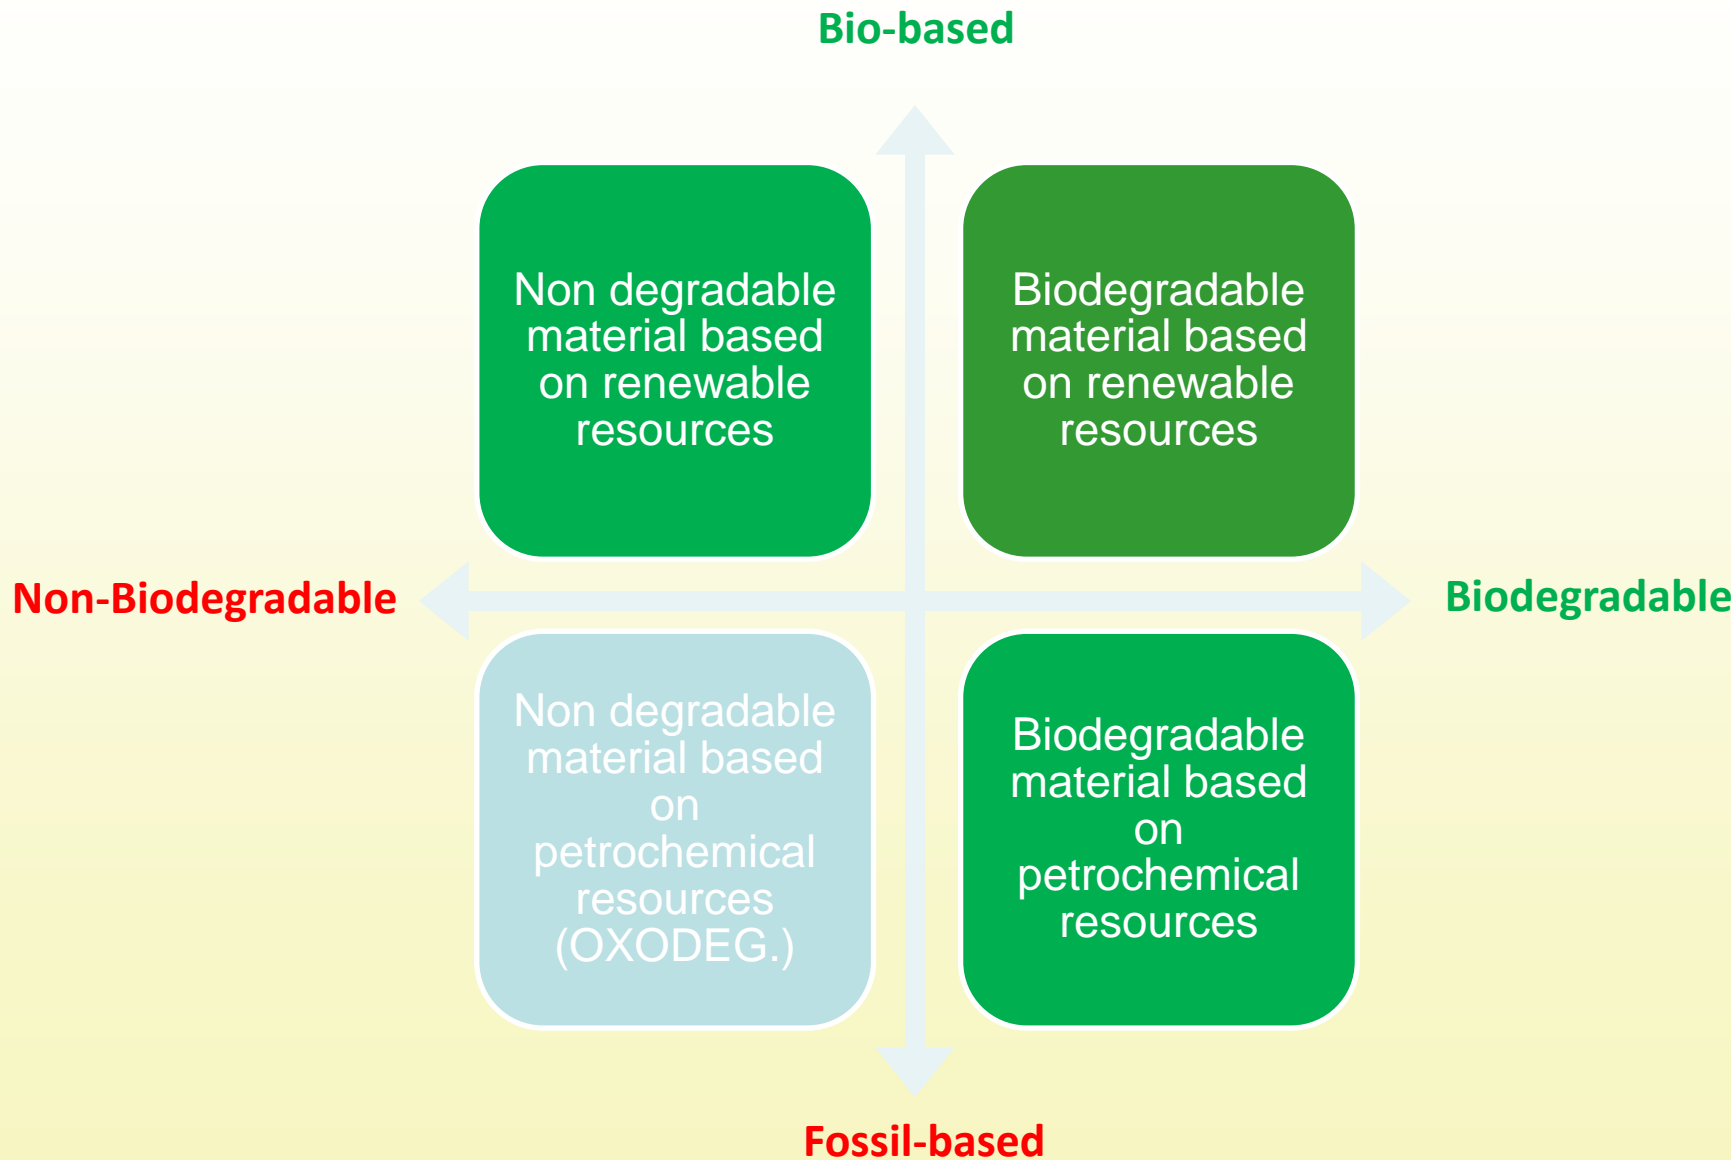 Bio-based
Non degradable
material based
on renewable
resources
Biodegradable
material based
on renewable
resources
Non-Biodegradable
Biodegradable
Non degradable
material based
on
petrochemical
resources
(OXODEG.)
Biodegradable
material based
on
petrochemical
resources
Fossil-based